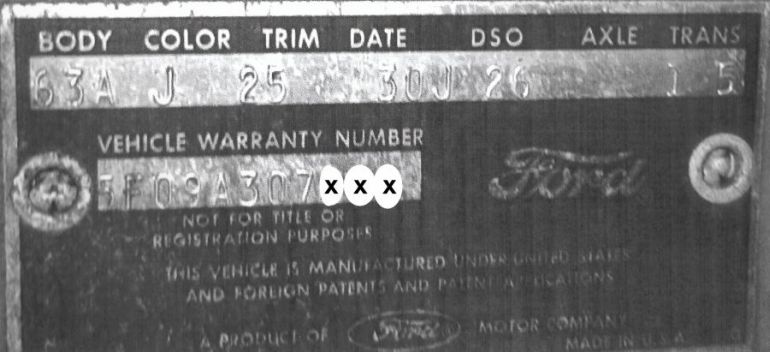 BODY COLOR TRIM DATE DSO AXLE TRANS
63A J 25 30J 26 1 5
VEHICLE WARRANTY NUMBER
5F09A307xxx
Ford
NOT FOR TITLE OR
REGISTRATION PURPOSES
THIS VEHICLE IS MANUFACTURED UNDER UNITED STATES
AND FOREIGN PATENTS AND PATENT APPLICATIONS
A PRODUCT OF Ford MOTOR COMPANY
MADE IN U.S.A.